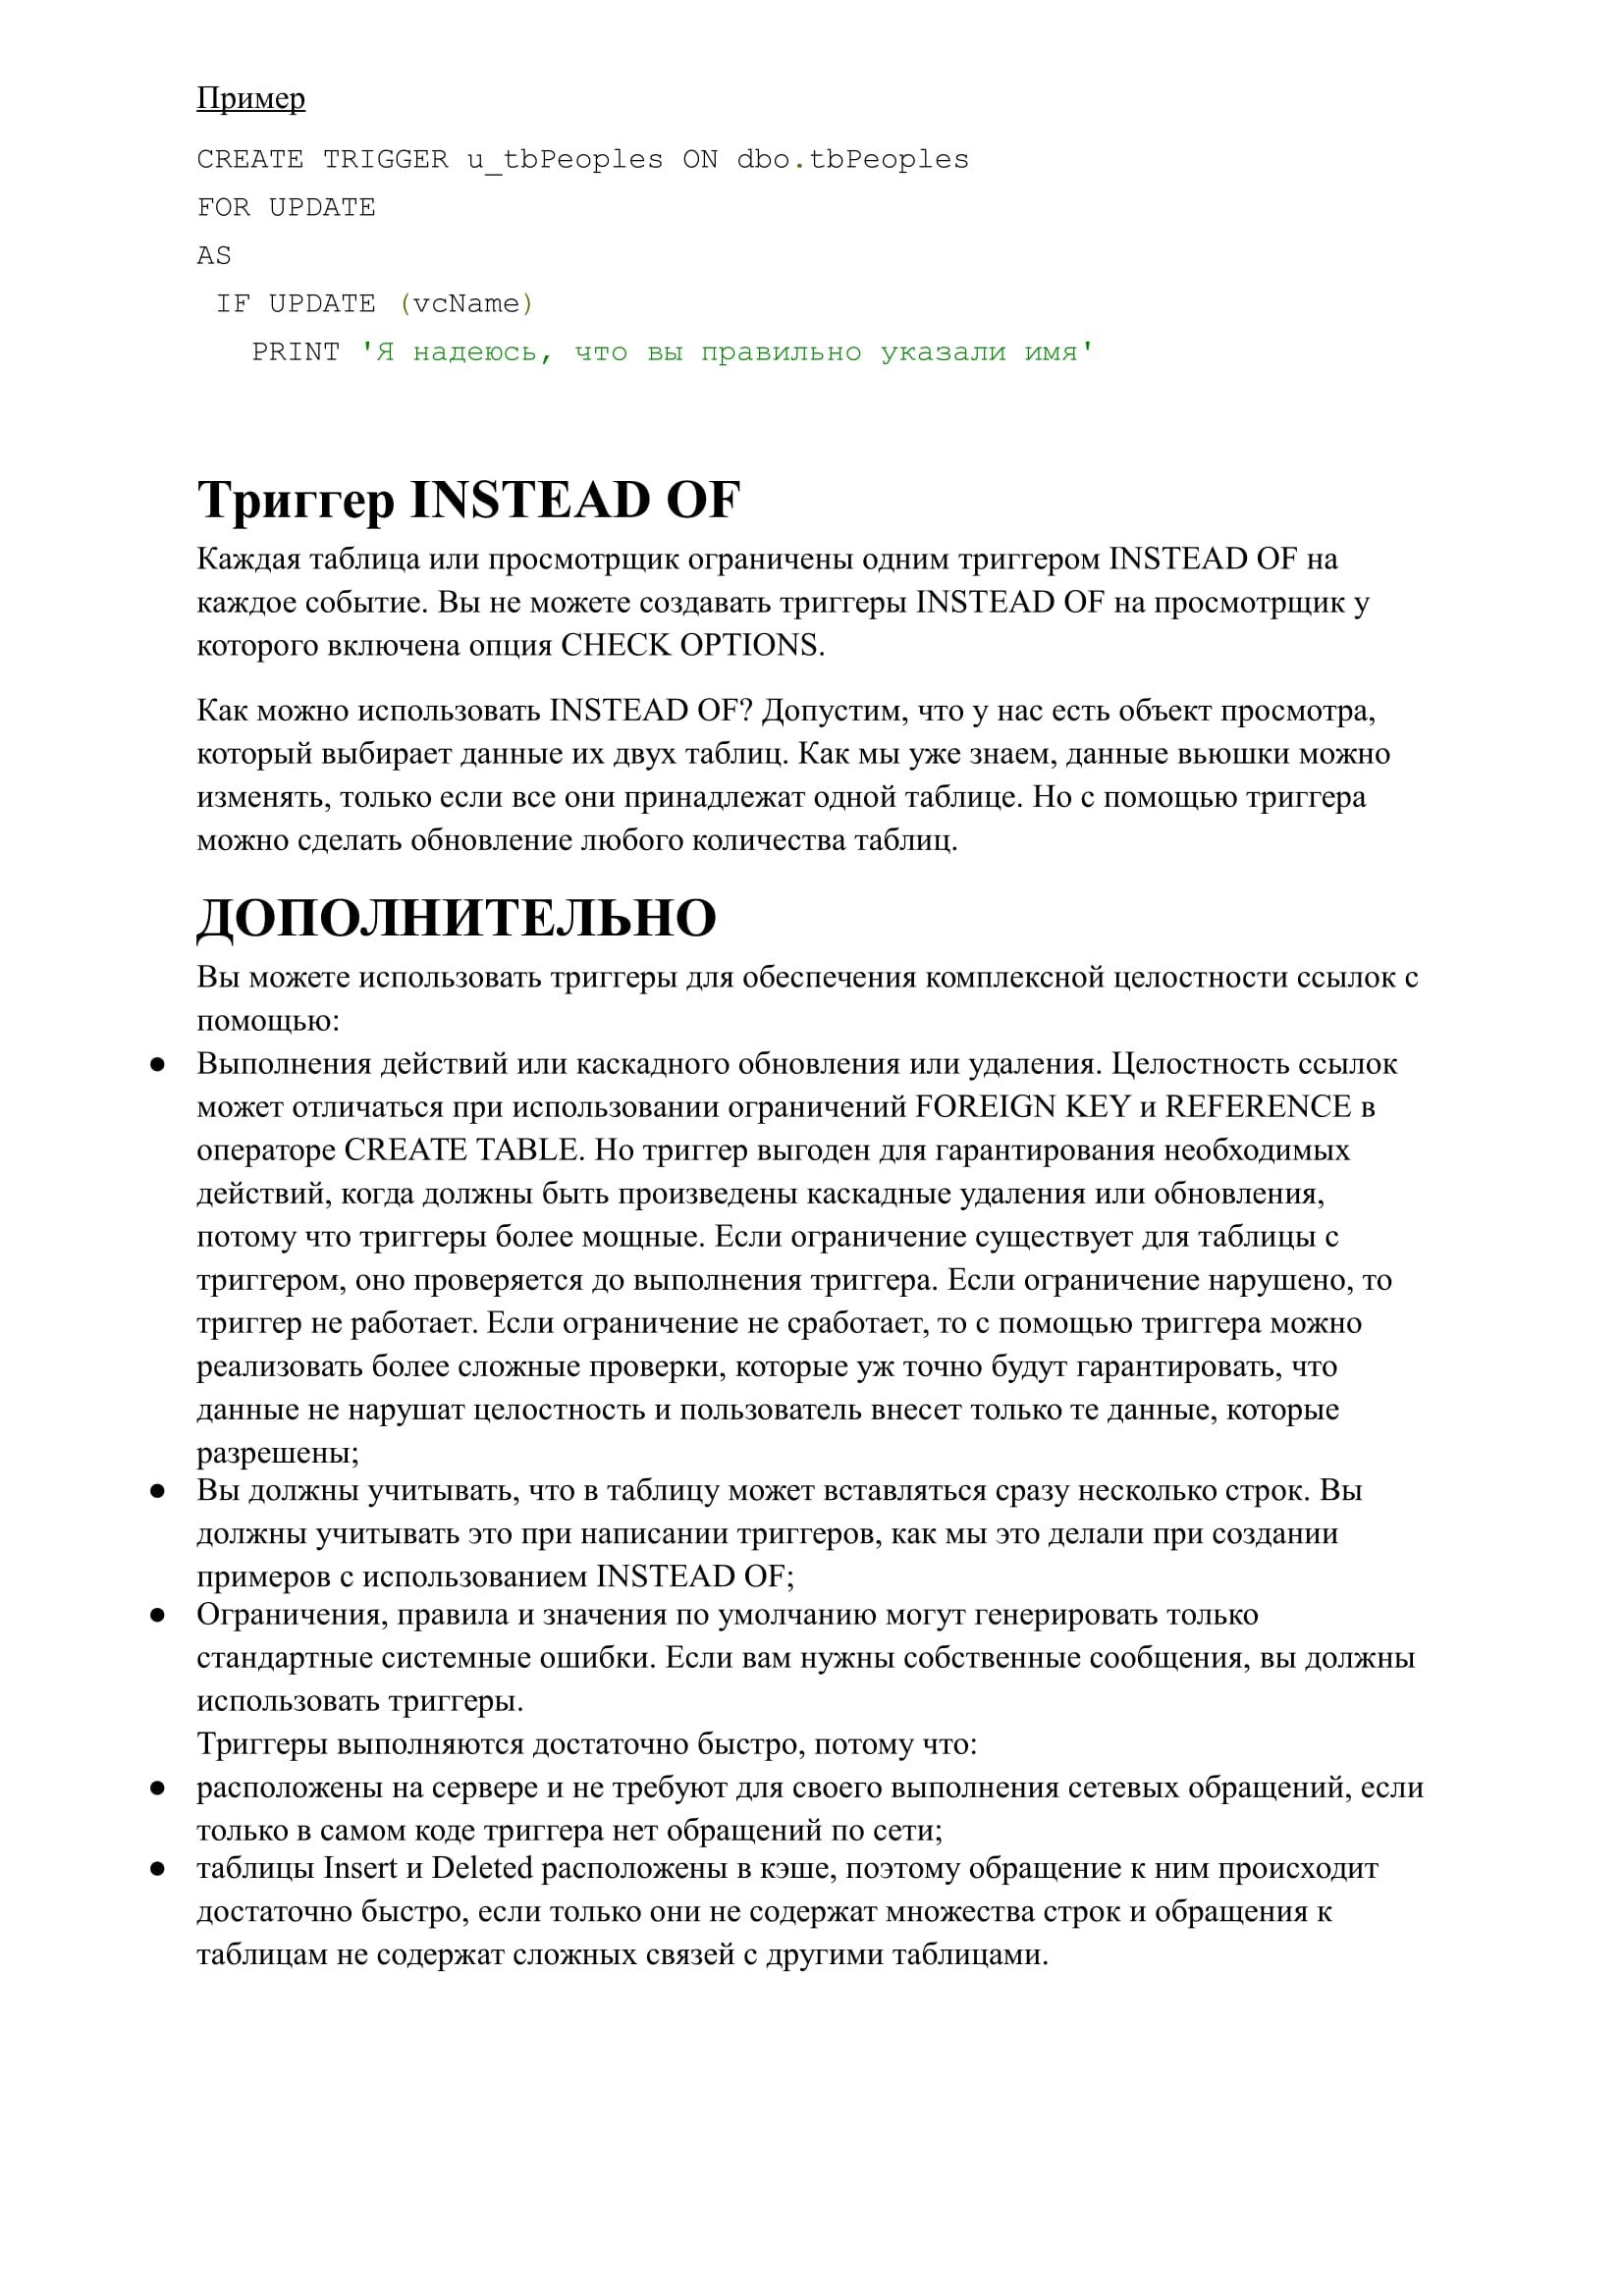 Пример
CREATE TRIGGER u_tbPeoples ON dbo.tbPeoples
FOR UPDATE
AS
IF UPDATE (vcName)
PRINT 'Я надеюсь, что вы правильно указали имя'
Триггер INSTEAD OF
Каждая таблица или просмотрщик ограничены одним триггером INSTEAD OF на
каждое событие. Вы не можете создавать триггеры INSTEAD OF на просмотрщик у
которого включена опция CHECK OPTIONS.
Как можно использовать INSTEAD OF? Допустим, что у нас есть объект просмотра,
который выбирает данные их двух таблиц. Как мы уже знаем, данные вьюшки можно
изменять, только если все они принадлежат одной таблице. Но с помощью триггера
можно сделать обновление любого количества таблиц.
ДОПОЛНИТЕЛЬНО
Вы можете использовать триггеры для обеспечения комплексной целостности ссылок с
помощью:
● Выполнения действий или каскадного обновления или удаления. Целостность ссылок
может отличаться при использовании ограничений FOREIGN KEY и REFERENCE в
операторе CREATE TABLE. Но триггер выгоден для гарантирования необходимых
действий, когда должны быть произведены каскадные удаления или обновления,
потому что триггеры более мощные. Если ограничение существует для таблицы с
триггером, оно проверяется до выполнения триггера. Если ограничение нарушено, то
триггер не работает. Если ограничение не сработает, то с помощью триггера можно
реализовать более сложные проверки, которые уж точно будут гарантировать, что
данные не нарушат целостность и пользователь внесет только те данные, которые
разрешены;
● Вы должны учитывать, что в таблицу может вставляться сразу несколько строк. Вы
должны учитывать это при написании триггеров, как мы это делали при создании
примеров с использованием INSTEAD OF;
● Ограничения, правила и значения по умолчанию могут генерировать только
стандартные системные ошибки. Если вам нужны собственные сообщения, вы должны
использовать триггеры.
Триггеры выполняются достаточно быстро, потому что:
● расположены на сервере и не требуют для своего выполнения сетевых обращений, если
только в самом коде триггера нет обращений по сети;
● таблицы Insert и Deleted расположены в кэше, поэтому обращение к ним происходит
достаточно быстро, если только они не содержат множества строк и обращения к
таблицам не содержат сложных связей с другими таблицами.